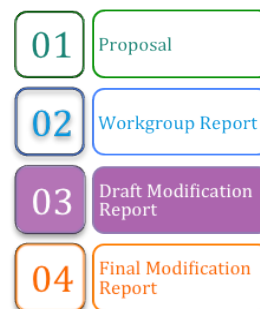 01 Proposal
02 Workgroup Report
03 Draft Modification
Report
04 Final Modification
Report